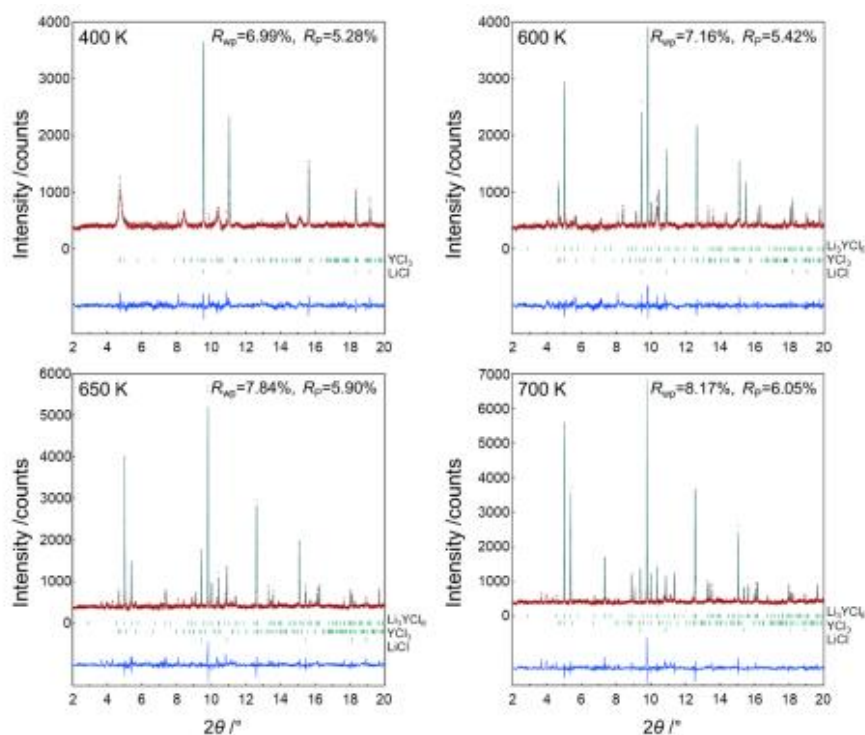 400 K
Rwp=6.99%, RP=5.28%
4000
3000
2000
1000
0
Intensity /counts
YCl3
LiCl
2 4 6 8 10 12 14 16 18 20
600 K
Rwp=7.16%, RP=5.42%
4000
3000
2000
1000
0
Intensity /counts
Li3YCl6
YCl3
LiCl
2 4 6 8 10 12 14 16 18 20
650 K
Rwp=7.84%, RP=5.90%
6000
5000
4000
3000
2000
1000
0
Intensity /counts
Li3YCl6
YCl3
LiCl
2 4 6 8 10 12 14 16 18 20
2θ /°
700 K
Rwp=8.17%, RP=6.05%
7000
6000
5000
4000
3000
2000
1000
0
Intensity /counts
Li3YCl6
YCl3
LiCl
2 4 6 8 10 12 14 16 18 20
2θ /°